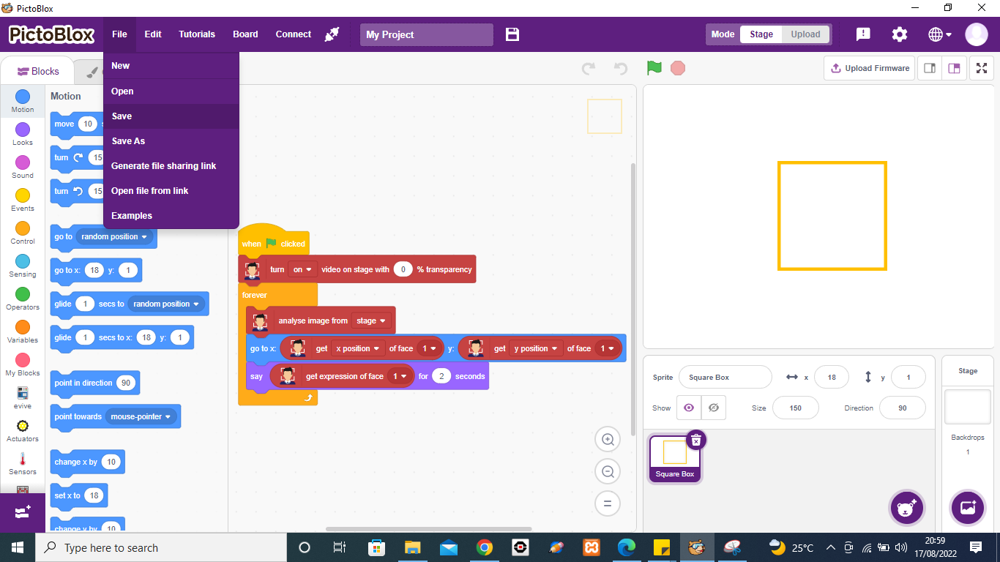 PictoBlox
PictoBlox File Edit Tutorials Board Connect My Project Mode Stage Upload
New
Open
Save
Save As
Generate file sharing link
Open file from link
Examples
Blocks
Upload Firmware
Motion
Looks
Sound
Events
Control
Sensing
Operators
Variables
My Blocks
evive
Actuators
Sensors
Motion
move 10
turn 15
turn 15
go to random position
go to x: 18 y: 1
glide 1 secs to random position
glide 1 secs to x: 18 y: 1
point in direction 90
point towards mouse-pointer
change x by 10
set x to 18
change y by 10
when clicked
turn on video on stage with 0 % transparency
forever
analyse image from stage
go to x: get x position of face 1 y: get y position of face 1
say get expression of face 1 for 2 seconds
Sprite Square Box x 18 y 1
Show Size 150 Direction 90
Square Box
Stage
Backdrops
1
Type here to search
25°C
20:59
17/08/2022